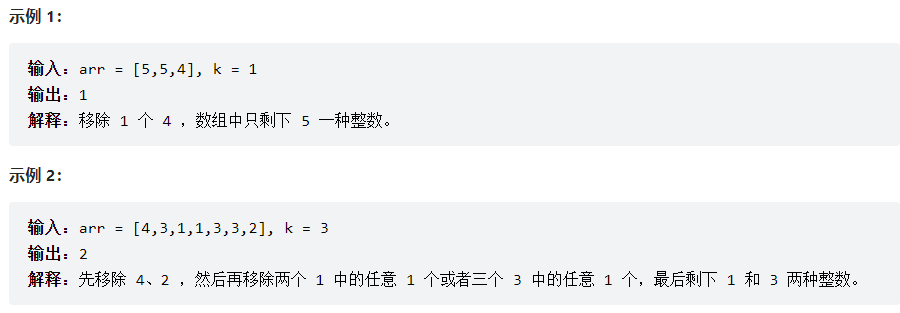 示例 1：
输入：arr = [5,5,4], k = 1
输出：1
解释：移除 1 个 4 ，数组中只剩下 5 一种整数。
示例 2：
输入：arr = [4,3,1,1,3,3,2], k = 3
输出：2
解释：先移除 4、2 ，然后再移除两个 1 中的任意 1 个或者三个 3 中的任意 1 个，最后剩下 1 和 3 两种整数。